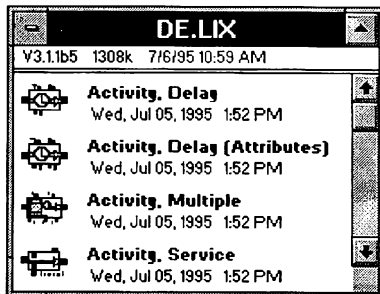 DE.LIX
V3.1.1b5 1308k 7/6/95 10:59 AM
Activity, Delay
Wed, Jul 05, 1995 1:52 PM
Activity, Delay (Attributes)
Wed, Jul 05, 1995 1:52 PM
Activity, Multiple
Wed, Jul 05, 1995 1:52 PM
Activity, Service
Wed, Jul 05, 1995 1:52 PM